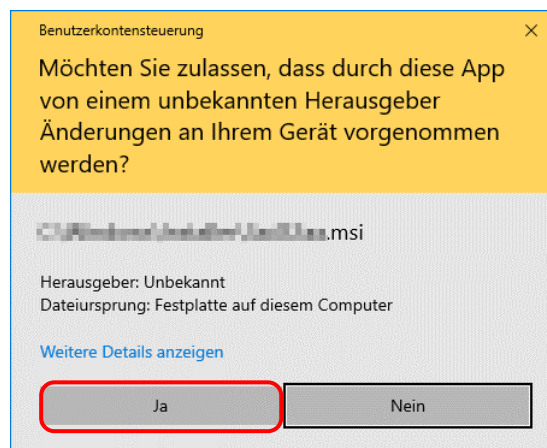 Benutzerkontensteuerung
Möchten Sie zulassen, dass durch diese App
von einem unbekannten Herausgeber
Änderungen an Ihrem Gerät vorgenommen
werden?
.msi
Herausgeber: Unbekannt
Dateiursprung: Festplatte auf diesem Computer
Weitere Details anzeigen
Ja
Nein